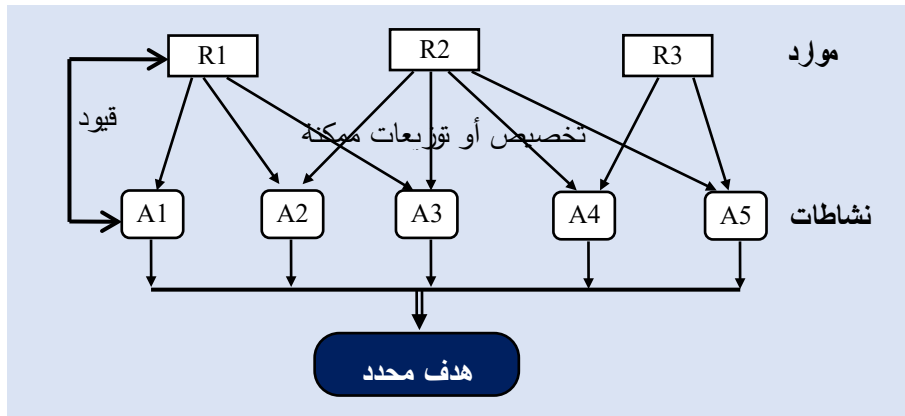 موارد
R1 R2 R3
قيود
تخصيص أو توزيعات ممكنة
نشاطات
A1 A2 A3 A4 A5
هدف محدد